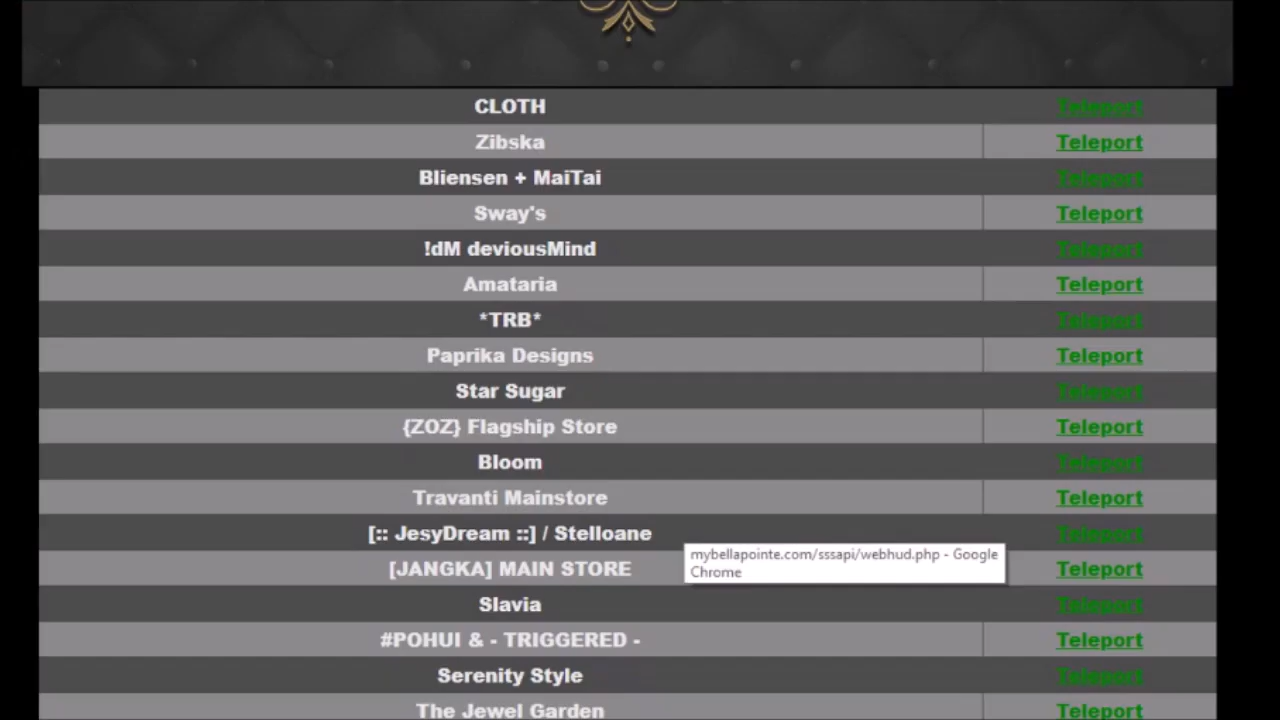 CLOTH Teleport
Zibska Teleport
Bliensen + MaiTai Teleport
Sway's Teleport
!dM deviousMind Teleport
Amataria Teleport
*TRB* Teleport
Paprika Designs Teleport
Star Sugar Teleport
{ZOZ} Flagship Store Teleport
Bloom Teleport
Travanti Mainstore Teleport
[:: JesyDream ::] / Stelloane Teleport
mybellapointe.com/sssapi/webhud.php - Google
Chrome
[JANGKA] MAIN STORE Teleport
Slavia Teleport
#POHUI & - TRIGGERED - Teleport
Serenity Style Teleport
The Jewel Garden Teleport